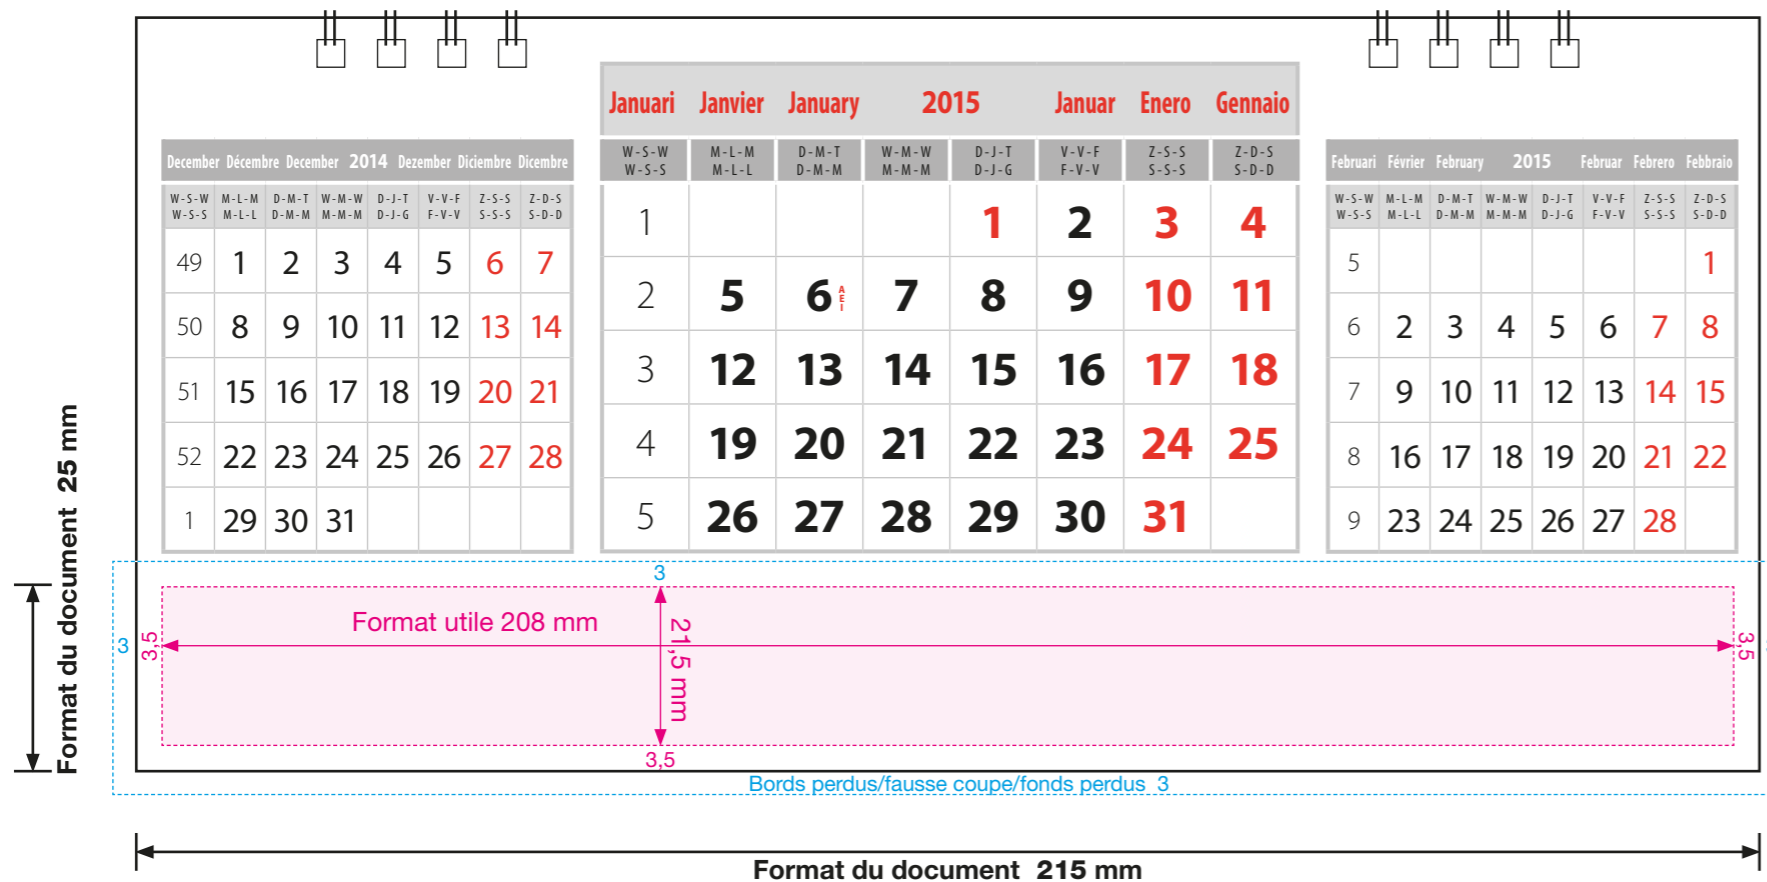 Januari Janvier January 2015 Januar Enero Gennaio
W-S-W M-L-M D-M-T W-M-W D-J-T V-V-F Z-S-S Z-D-S
W-S-S M-L-L D-M-M M-M-M D-J-G F-V-V S-S-S S-D-D
1 1 2 3 4
2 5 6 A E I 7 8 9 10 11
3 12 13 14 15 16 17 18
4 19 20 21 22 23 24 25
5 26 27 28 29 30 31
December Décembre December 2014 Dezember Diciembre Dicembre
W-S-W M-L-M D-M-T W-M-W D-J-T V-V-F Z-S-S Z-D-S
W-S-S M-L-L D-M-M M-M-M D-J-G F-V-V S-S-S S-D-D
49 1 2 3 4 5 6 7
50 8 9 10 11 12 13 14
51 15 16 17 18 19 20 21
52 22 23 24 25 26 27 28
1 29 30 31
Februari Février February 2015 Februar Febrero Febbraio
W-S-W M-L-M D-M-T W-M-W D-J-T V-V-F Z-S-S Z-D-S
W-S-S M-L-L D-M-M M-M-M D-J-G F-V-V S-S-S S-D-D
5 1
6 2 3 4 5 6 7 8
7 9 10 11 12 13 14 15
8 16 17 18 19 20 21 22
9 23 24 25 26 27 28
Format du document 25 mm
3
3
3,5
Format utile 208 mm
21,5 mm
3,5
3,5
Bords perdus/fausse coupe/fonds perdus 3
Format du document 215 mm